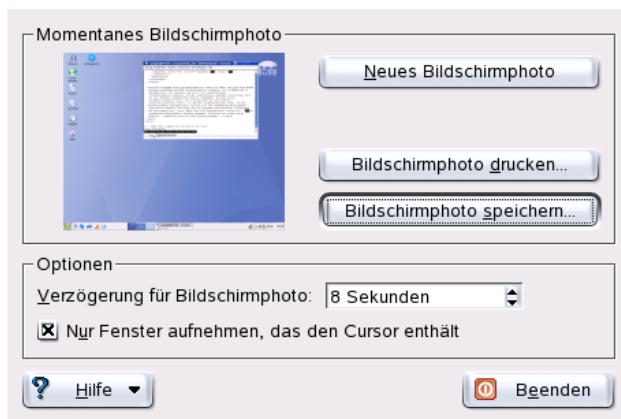 Momentanes Bildschirmphoto
Neues Bildschirmphoto
Bildschirmphoto drucken...
Bildschirmphoto speichern...
Optionen
Verzögerung für Bildschirmphoto: 8 Sekunden
Nur Fenster aufnehmen, das den Cursor enthält
Hilfe
Beenden